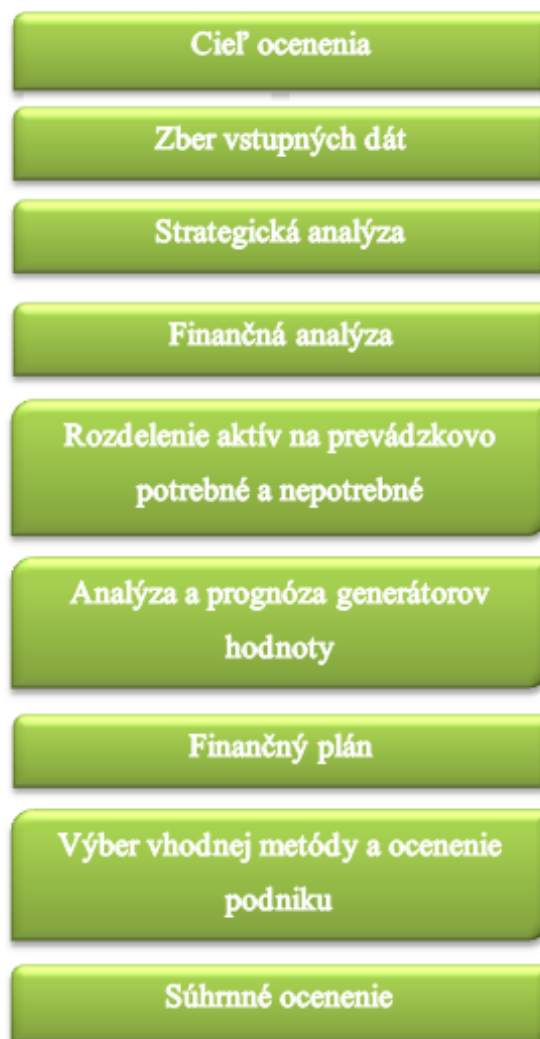 Cieľ ocenenia
Zber vstupných dát
Strategická analýza
Finančná analýza
Rozdelenie aktív na prevádzkovo
potrebné a nepotrebné
Analýza a prognóza generátorov
hodnoty
Finančný plán
Výber vhodnej metódy a ocenenie
podniku
Súhrnné ocenenie